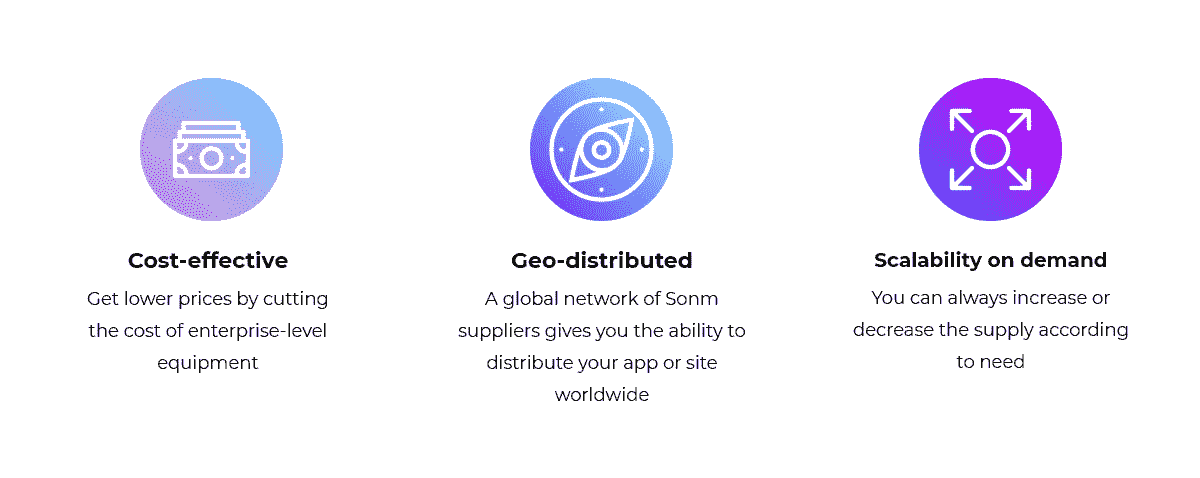 Cost-effective
Get lower prices by cutting
the cost of enterprise-level
equipment
Geo-distributed
A global network of Sonm
suppliers gives you the ability to
distribute your app or site
worldwide
Scalability on demand
You can always increase or
decrease the supply according
to need